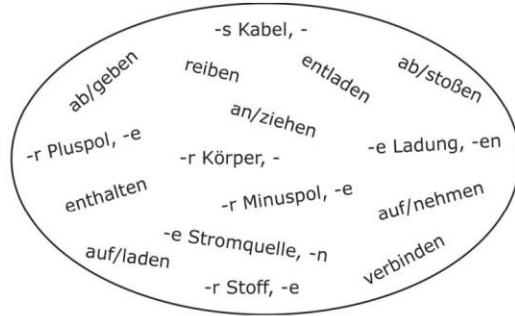 -s Kabel, -
ab/geben
reiben
entladen
ab/stoßen
an/ziehen
-r Pluspol, -e
-r Körper, -
-e Ladung, -en
enthalten
-r Minuspol, -e
auf/nehmen
auf/laden
-e Stromquelle, -n
verbinden
-r Stoff, -e